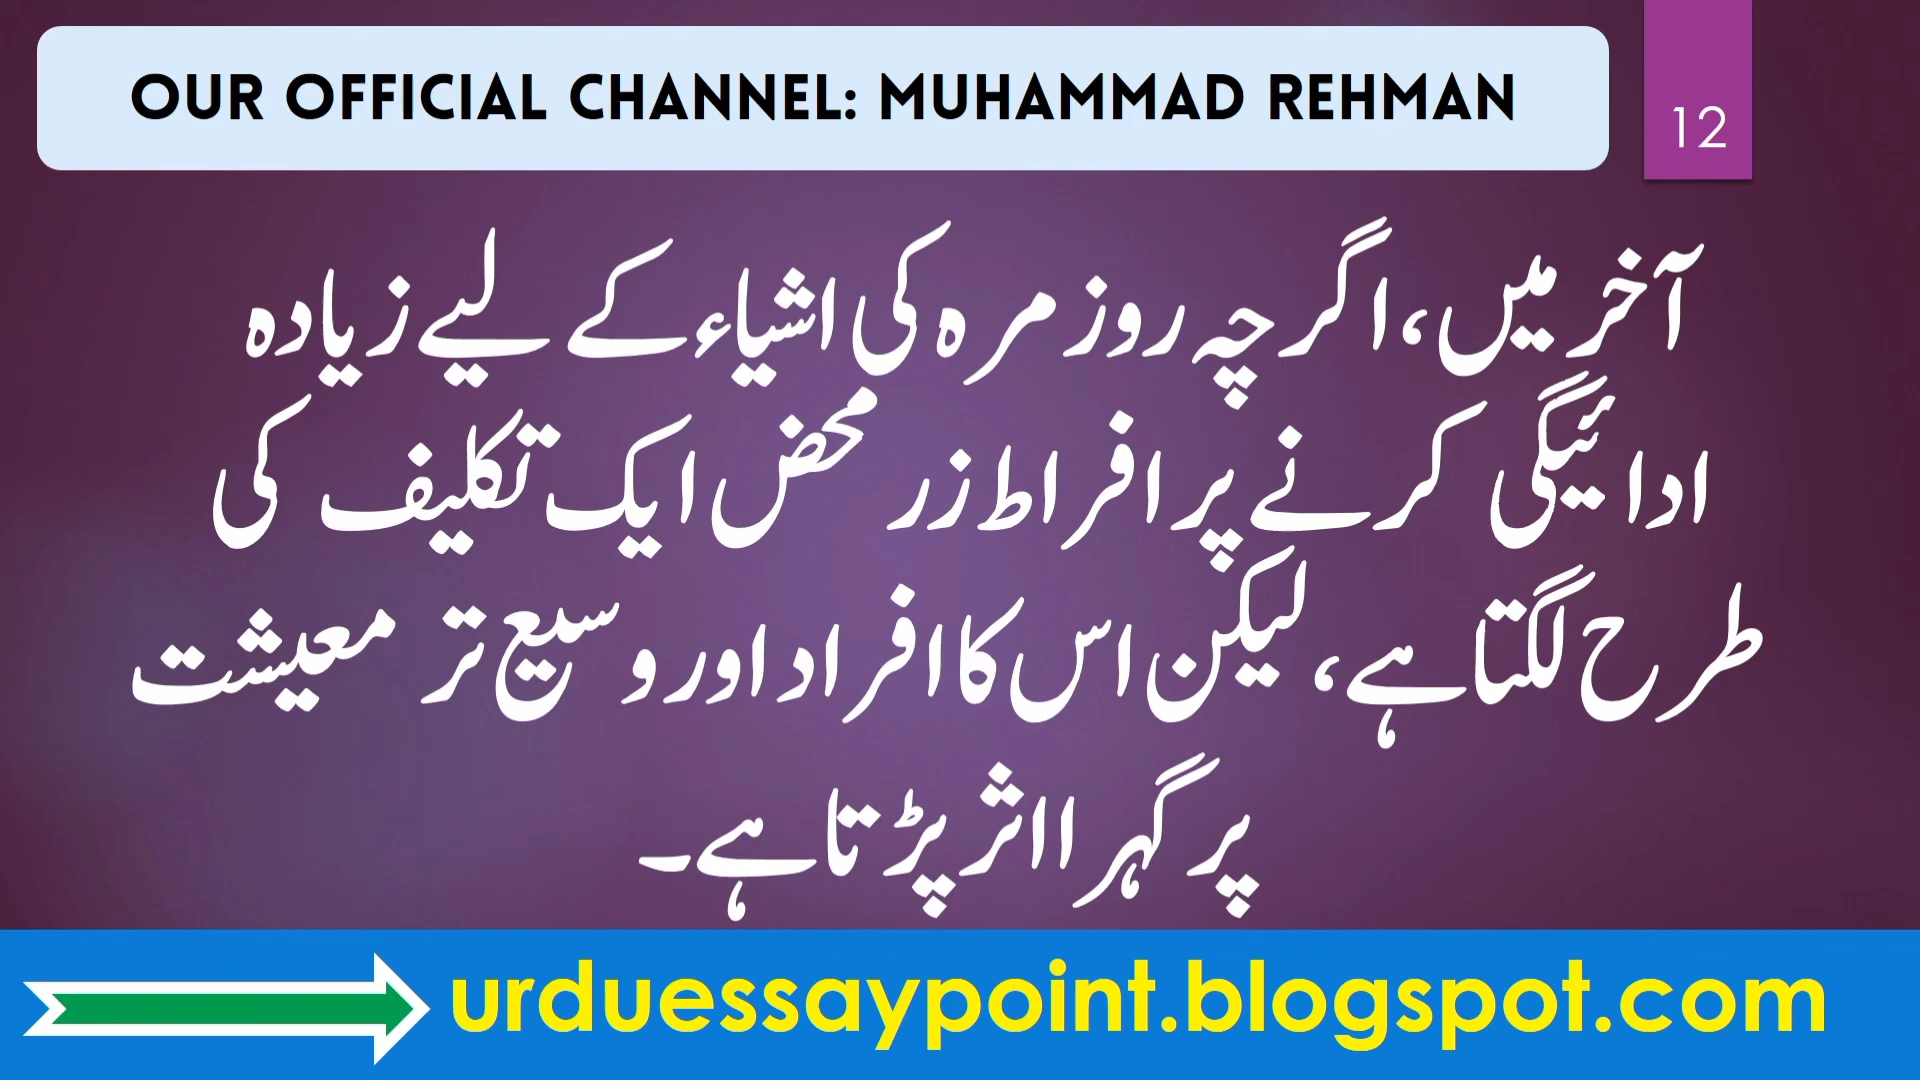 OUR OFFICIAL CHANNEL: MUHAMMAD REHMAN
12
آخر میں، اگرچہ روزمرہ کی اشیاء کے لیے زیادہ
ادائیگی کرنے پر افراط زر محض ایک تکلیف کی
طرح لگتا ہے، لیکن اس کا افراد اور وسیع تر معیشت
پر گہرا اثر پڑتا ہے۔
urduessaypoint.blogspot.com